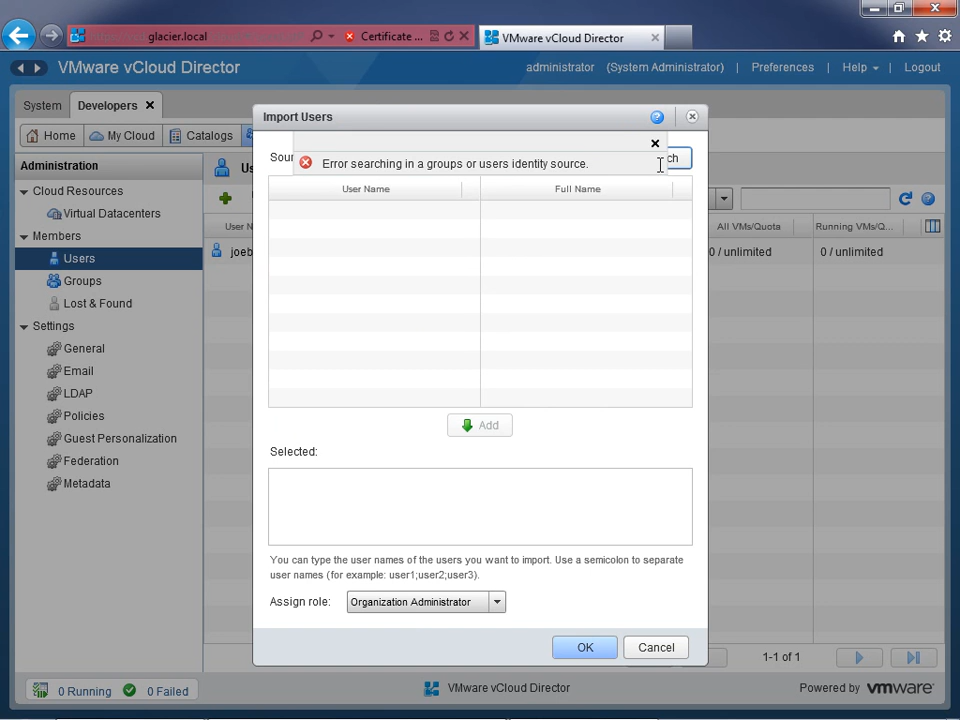 glacier.local
Certificate ...
VMware vCloud Director
VMware vCloud Director
administrator (System Administrator) | Preferences | Help | Logout
System
Developers
Home
My Cloud
Catalogs
Import Users
Administration
Cloud Resources
Virtual Datacenters
Members
Users
Groups
Lost & Found
Settings
General
Email
LDAP
Policies
Guest Personalization
Federation
Metadata
Error searching in a groups or users identity source.
User Name
Full Name
Add
Selected:
You can type the user names of the users you want to import. Use a semicolon to separate
user names (for example: user1;user2;user3).
Assign role:
Organization Administrator
OK
Cancel
All VMs/Quota
Running VMs/Q...
joeb
0 / unlimited
0 / unlimited
1-1 of 1
0 Running
0 Failed
VMware vCloud Director
Powered by vmware